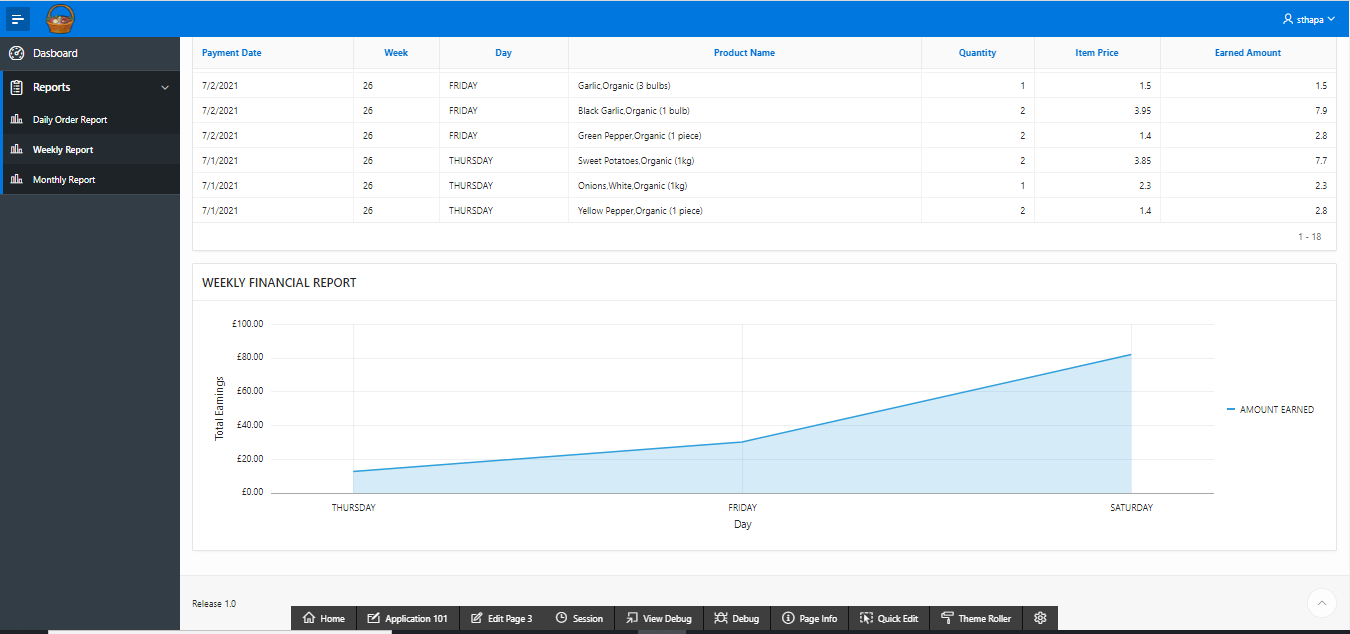 sthapa
Dasboard
Reports
Daily Order Report
Weekly Report
Monthly Report
Payment Date Week Day Product Name Quantity Item Price Earned Amount
7/2/2021 26 FRIDAY Garlic,Organic (3 bulbs) 1 1.5 1.5
7/2/2021 26 FRIDAY Black Garlic,Organic (1 bulb) 2 3.95 7.9
7/2/2021 26 FRIDAY Green Pepper,Organic (1 piece) 2 1.4 2.8
7/1/2021 26 THURSDAY Sweet Potatoes,Organic (1kg) 2 3.85 7.7
7/1/2021 26 THURSDAY Onions,White,Organic (1kg) 1 2.3 2.3
7/1/2021 26 THURSDAY Yellow Pepper,Organic (1 piece) 2 1.4 2.8
1 - 18
WEEKLY FINANCIAL REPORT
Total Earnings
£100.00
£80.00
£60.00
£40.00
£20.00
£0.00
THURSDAY FRIDAY SATURDAY
Day
AMOUNT EARNED
Release 1.0
Home Application 101 Edit Page 3 Session View Debug Debug Page Info Quick Edit Theme Roller